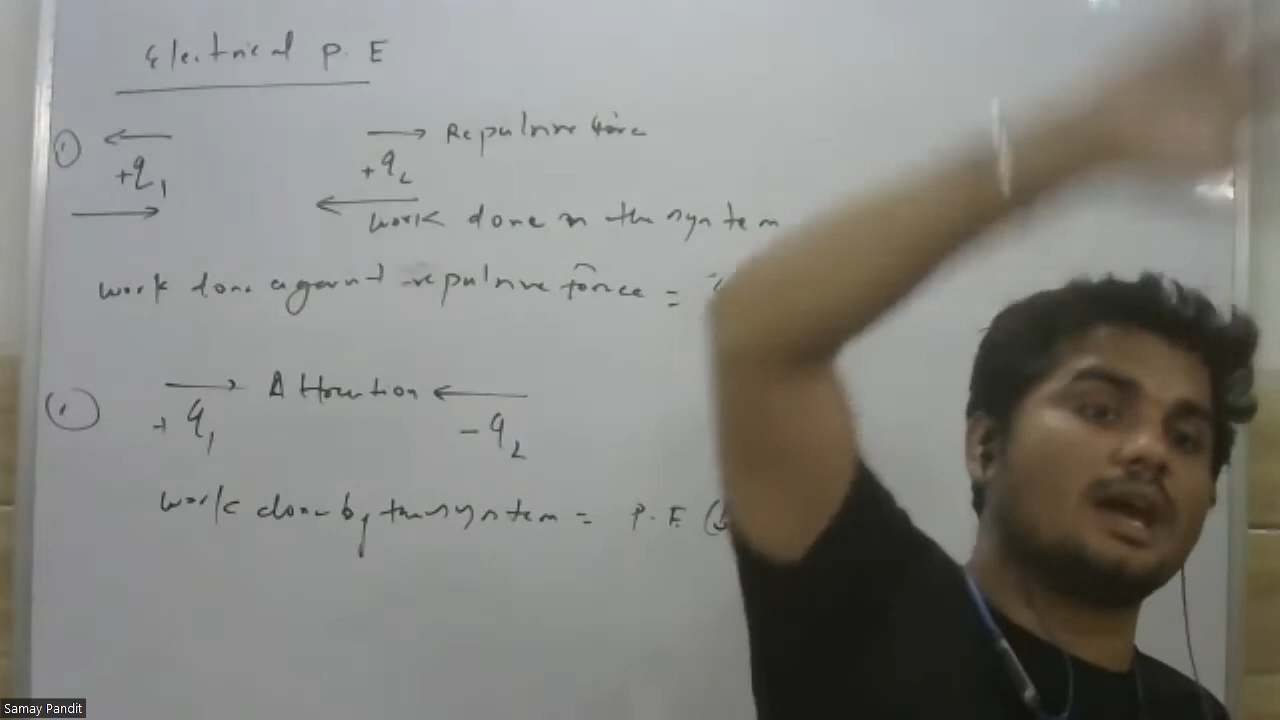 Electrical P. E
① ← → Repulsive force
+q₁ +q₂
→ ← work done on the system
work done against repulsive force =
① → Attraction ←
+ q₁ - q₂
work done by the system = P. E. (
Samay Pandit